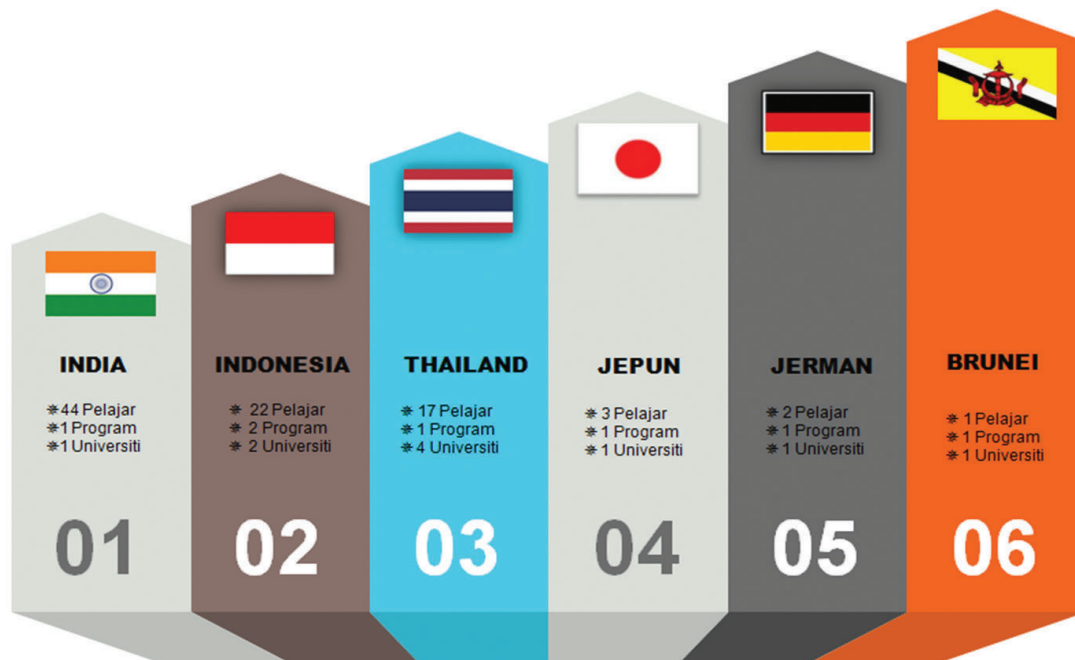 INDIA
✵44 Pelajar
✵1 Program
✵1 Universiti
01
INDONESIA
✵ 22 Pelajar
✵ 2 Program
✵ 2 Universiti
02
THAILAND
✵ 17 Pelajar
✵ 1 Program
✵ 4 Universiti
03
JEPUN
✵ 3 Pelajar
✵ 1 Program
✵ 1 Universiti
04
JERMAN
✵ 2 Pelajar
✵ 1 Program
✵ 1 Universiti
05
BRUNEI
✵ 1 Pelajar
✵ 1 Program
✵ 1 Universiti
06